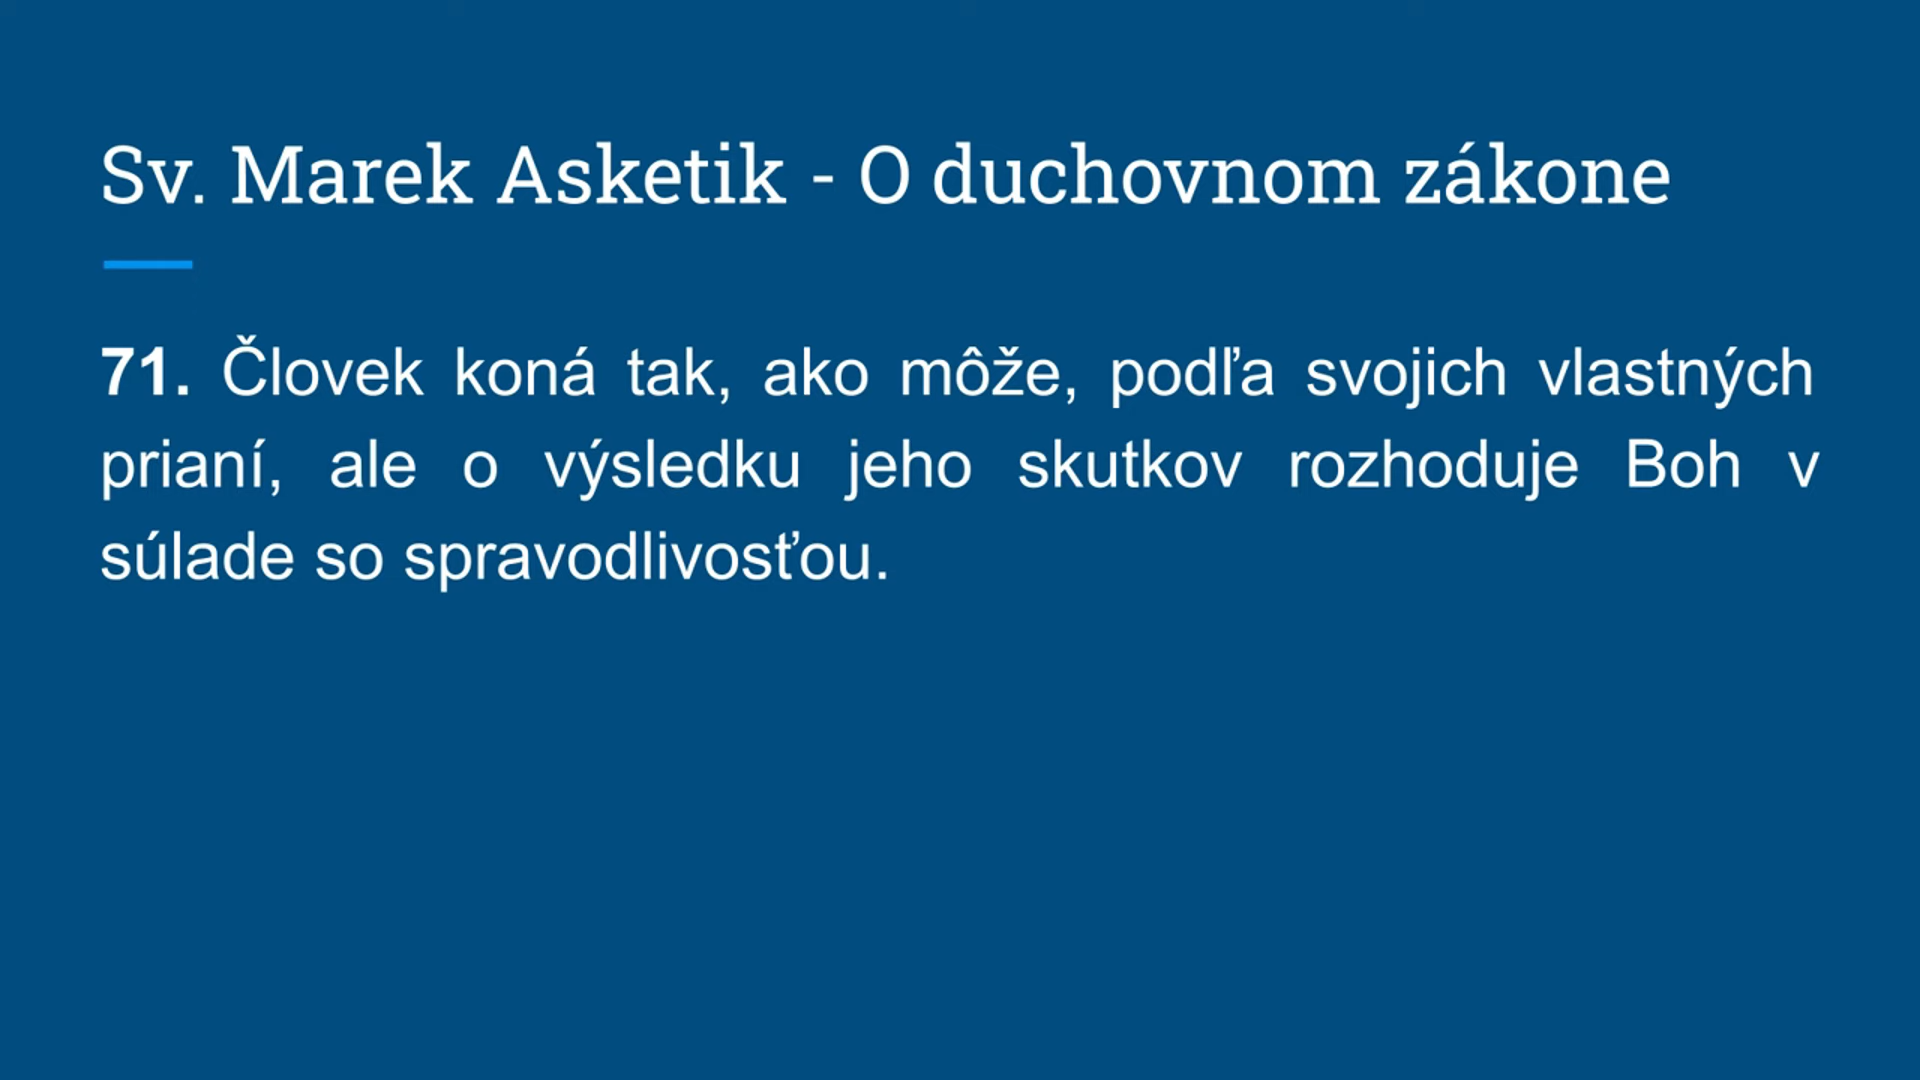 Sv. Marek Asketik - O duchovnom zákone
71. Človek koná tak, ako môže, podľa svojich vlastných
prianí, ale o výsledku jeho skutkov rozhoduje Boh v
súlade so spravodlivosťou.